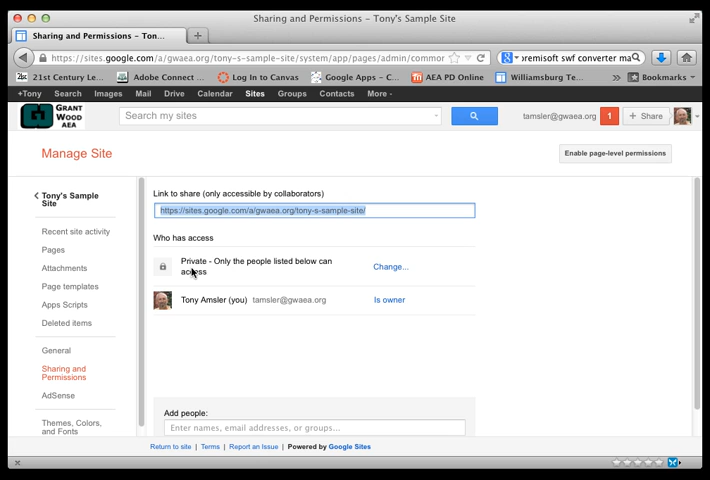 Sharing and Permissions - Tony's Sample Site
Sharing and Permissions - Ton...
https://sites.google.com/a/gwaea.org/tony-s-sample-site/system/app/pages/admin/commor
oremisoft swf converter ma
21st Century Le... Adobe Connect ... Log In to Canvas Google Apps - C... AEA PD Online Williamsburg Te... » Bookmarks
+Tony Search Images Mail Drive Calendar Sites Groups Contacts More
GRANT WOOD AEA
Search my sites
tamsler@gwaea.org 1 + Share
Manage Site
Enable page-level permissions
Tony's Sample Site
Recent site activity
Pages
Attachments
Page templates
Apps Scripts
Deleted items
General
Sharing and Permissions
AdSense
Themes, Colors, and Fonts
Link to share (only accessible by collaborators)
https://sites.google.com/a/gwaea.org/tony-s-sample-site/
Who has access
Private - Only the people listed below can access
Change...
Tony Amsler (you) tamsler@gwaea.org Is owner
Add people:
Enter names, email addresses, or groups...
Return to site | Terms | Report an Issue | Powered by Google Sites